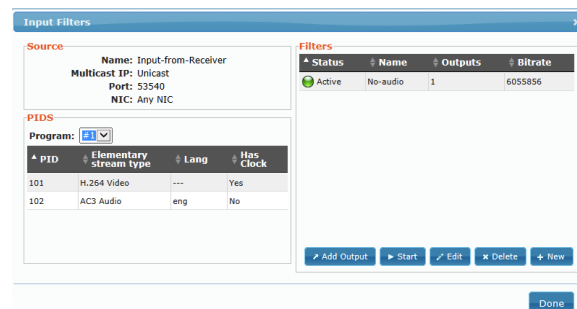 Input Filters
Source
Name: Input-from-Receiver
Multicast IP: Unicast
Port: 53540
NIC: Any NIC
PIDS
Program: #1
PID Elementary stream type Lang Has Clock
101 H.264 Video --- Yes
102 AC3 Audio eng No
Filters
Status Name Outputs Bitrate
Active No-audio 1 6055856
Add Output Start Edit Delete New
Done